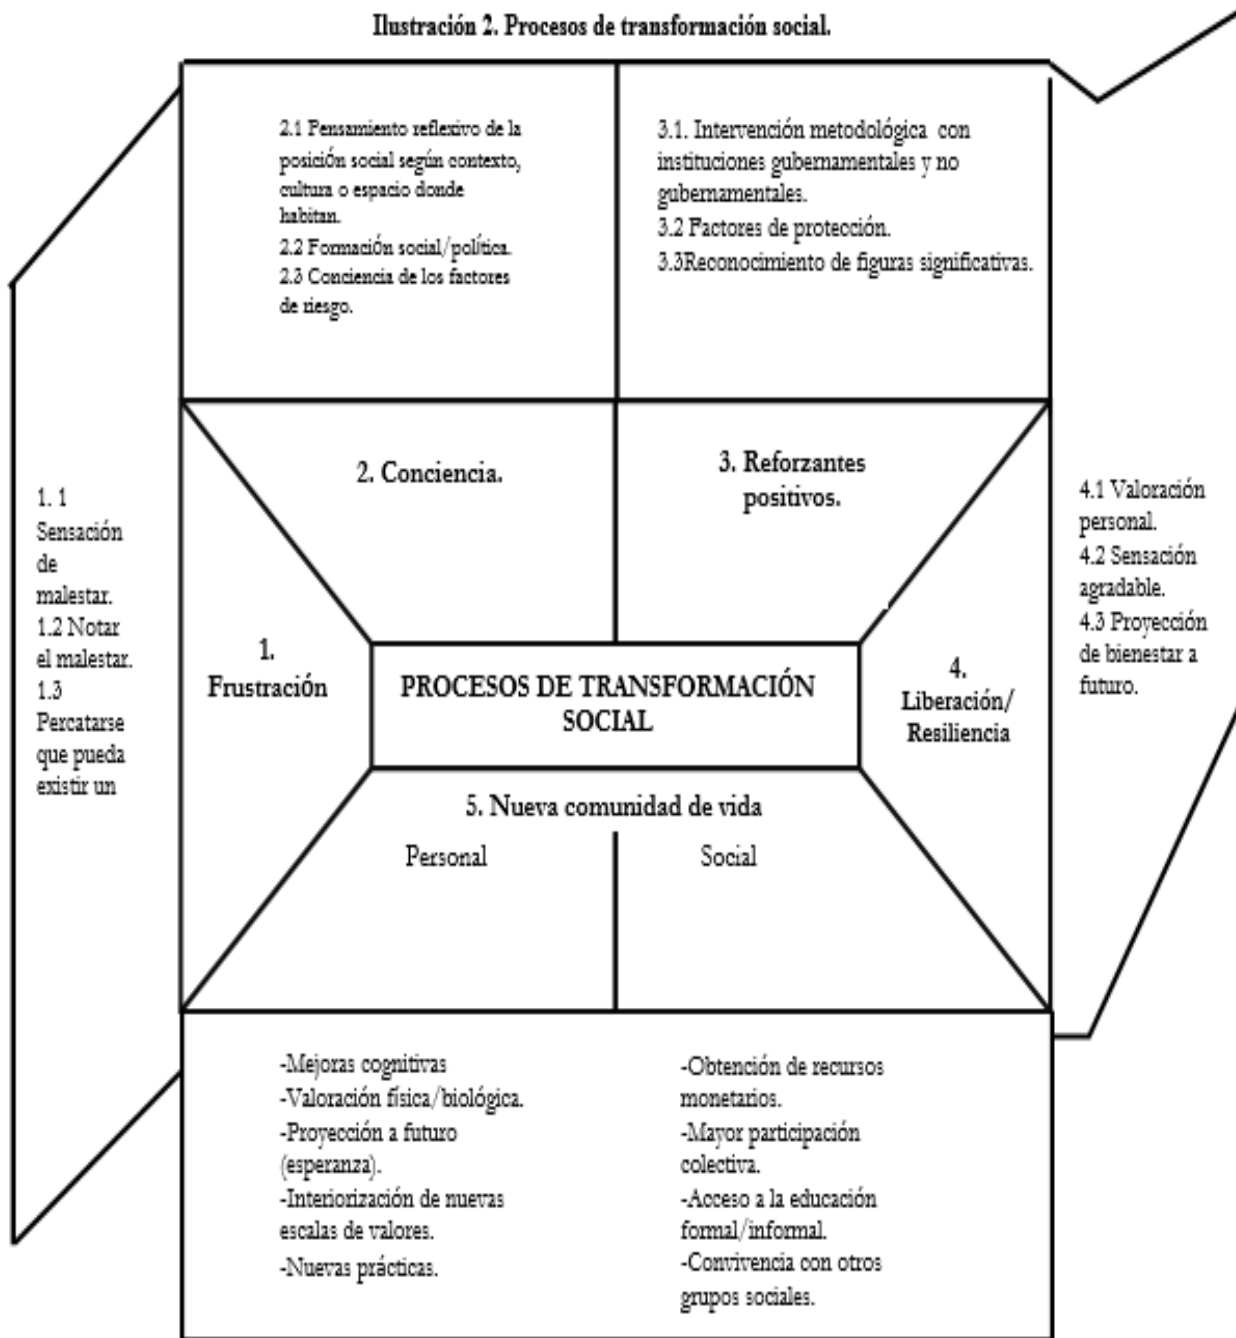 Ilustración 2. Procesos de transformación social.
2.1 Pensamiento reflexivo de la
posición social según contexto,
cultura o espacio donde
habitan.
2.2 Formación social/política.
2.3 Conciencia de los factores
de riesgo.
3.1. Intervención metodológica con
instituciones gubernamentales y no
gubernamentales.
3.2 Factores de protección.
3.3Reconocimiento de figuras significativas.
2. Conciencia.
3. Reforzantes
positivos.
1. 1
Sensación
de
malestar.
1.2 Notar
el malestar.
1.3
Percatarse
que pueda
existir un
1.
Frustración
PROCESOS DE TRANSFORMACIÓN
SOCIAL
4.
Liberación/
Resiliencia
4.1 Valoración
personal.
4.2 Sensación
agradable.
4.3 Proyección
de bienestar a
futuro.
5. Nueva comunidad de vida
Personal
Social
-Mejoras cognitivas
-Valoración física/biológica.
-Proyección a futuro
(esperanza).
-Interiorización de nuevas
escalas de valores.
-Nuevas prácticas.
-Obtención de recursos
monetarios.
-Mayor participación
colectiva.
-Acceso a la educación
formal/informal.
-Convivencia con otros
grupos sociales.